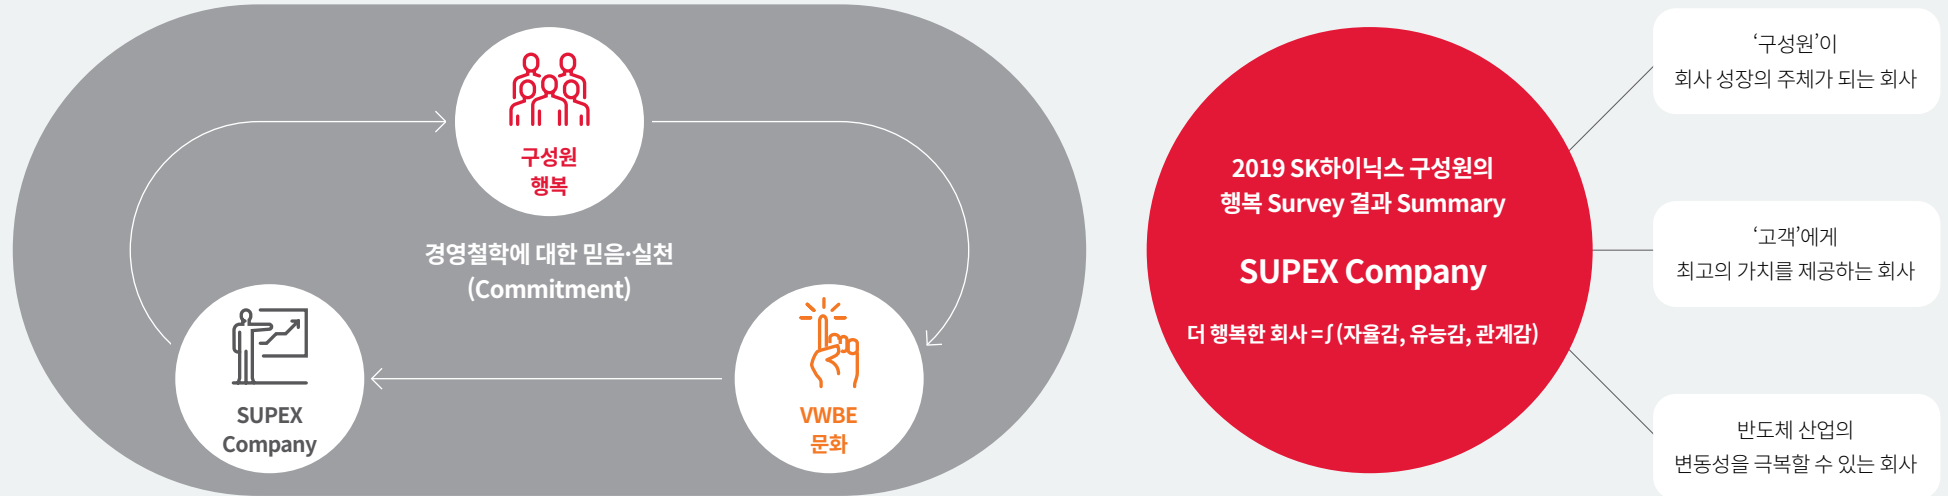 구성원
행복
경영철학에 대한 믿음·실천
(Commitment)
SUPEX
Company
VWBE
문화
2019 SK하이닉스 구성원의
행복 Survey 결과 Summary
SUPEX Company
더 행복한 회사 =∫(자율감, 유능감, 관계감)
‘구성원’이
회사 성장의 주체가 되는 회사
‘고객’에게
최고의 가치를 제공하는 회사
반도체 산업의
변동성을 극복할 수 있는 회사